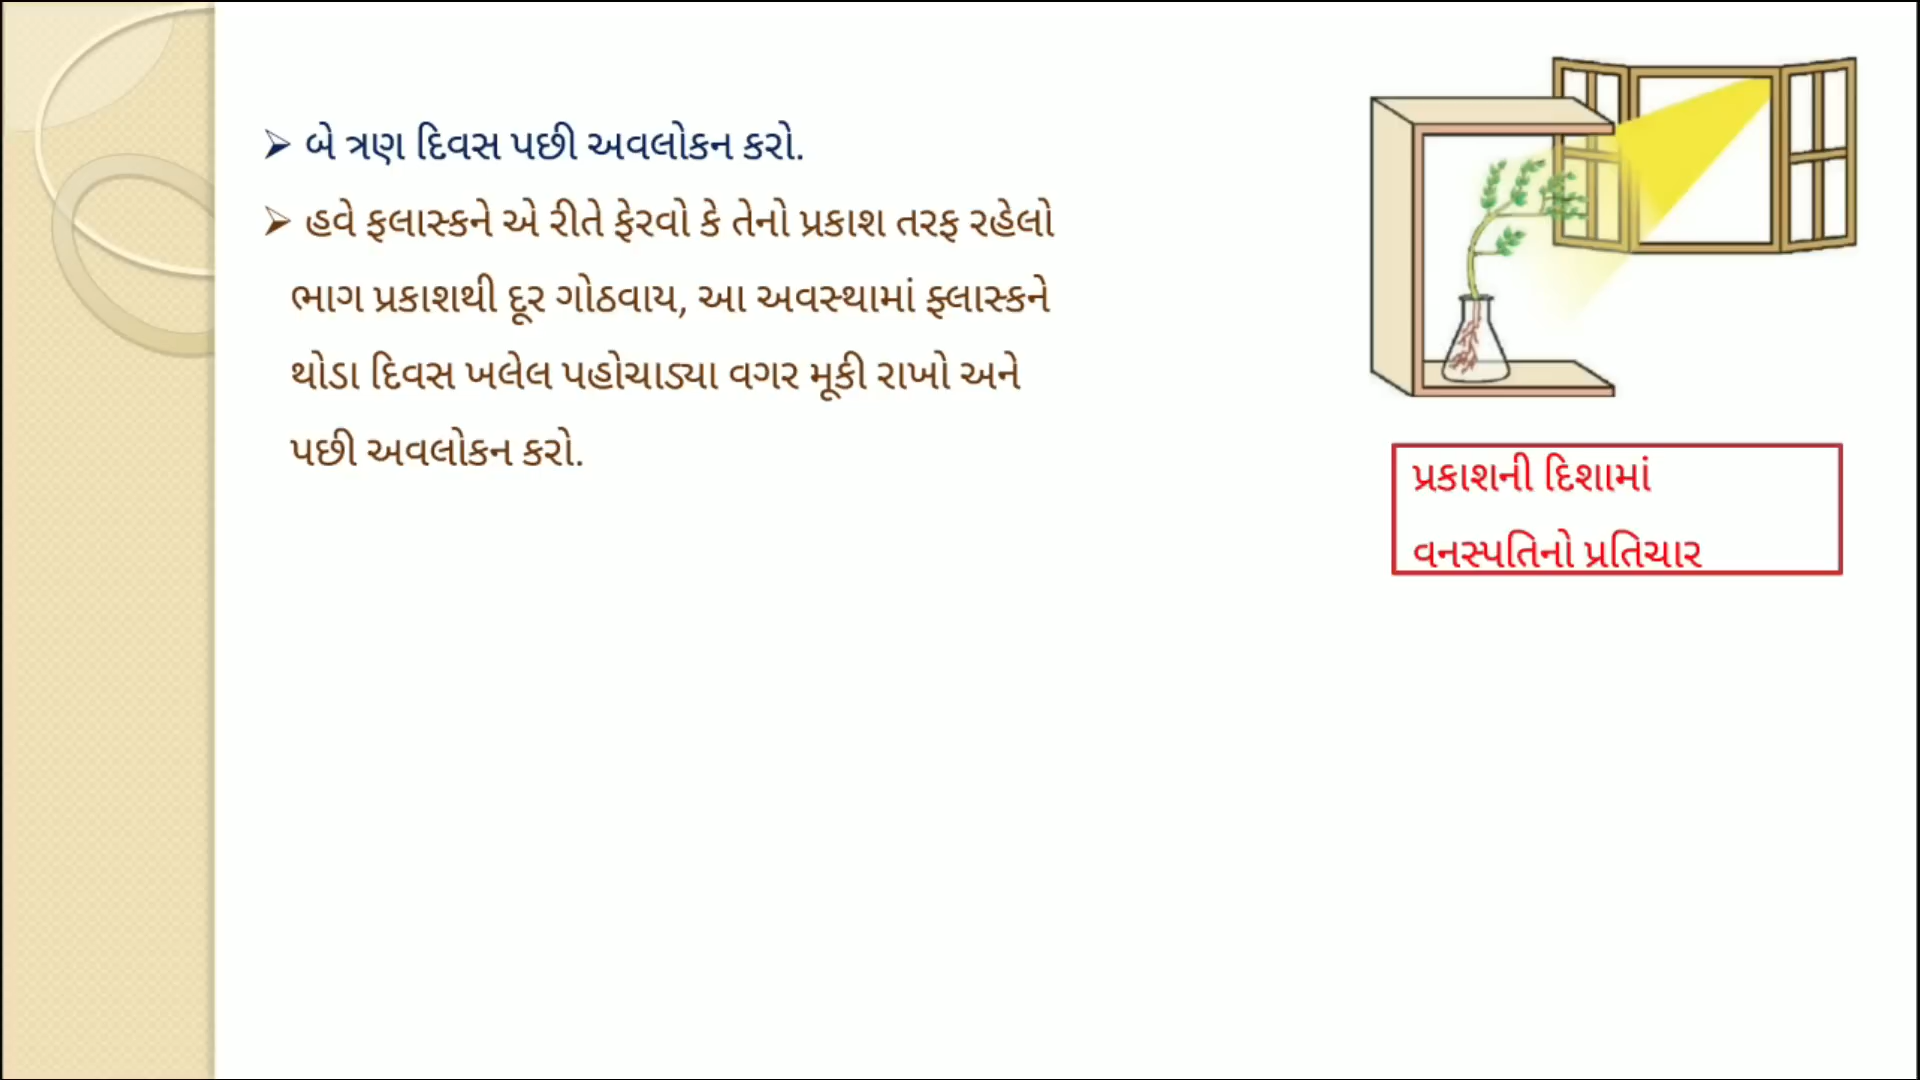 ➢ બે ત્રણ દિવસ પછી અવલોકન કરો.
➢ હવે ફલાસ્કને એ રીતે ફેરવો કે તેનો પ્રકાશ તરફ રહેલો
ભાગ પ્રકાશથી દૂર ગોઠવાય, આ અવસ્થામાં ફ્લાસ્કને
થોડા દિવસ ખલેલ પહોચાડ્યા વગર મૂકી રાખો અને
પછી અવલોકન કરો.
પ્રકાશની દિશામાં
વનસ્પતિનો પ્રતિચાર